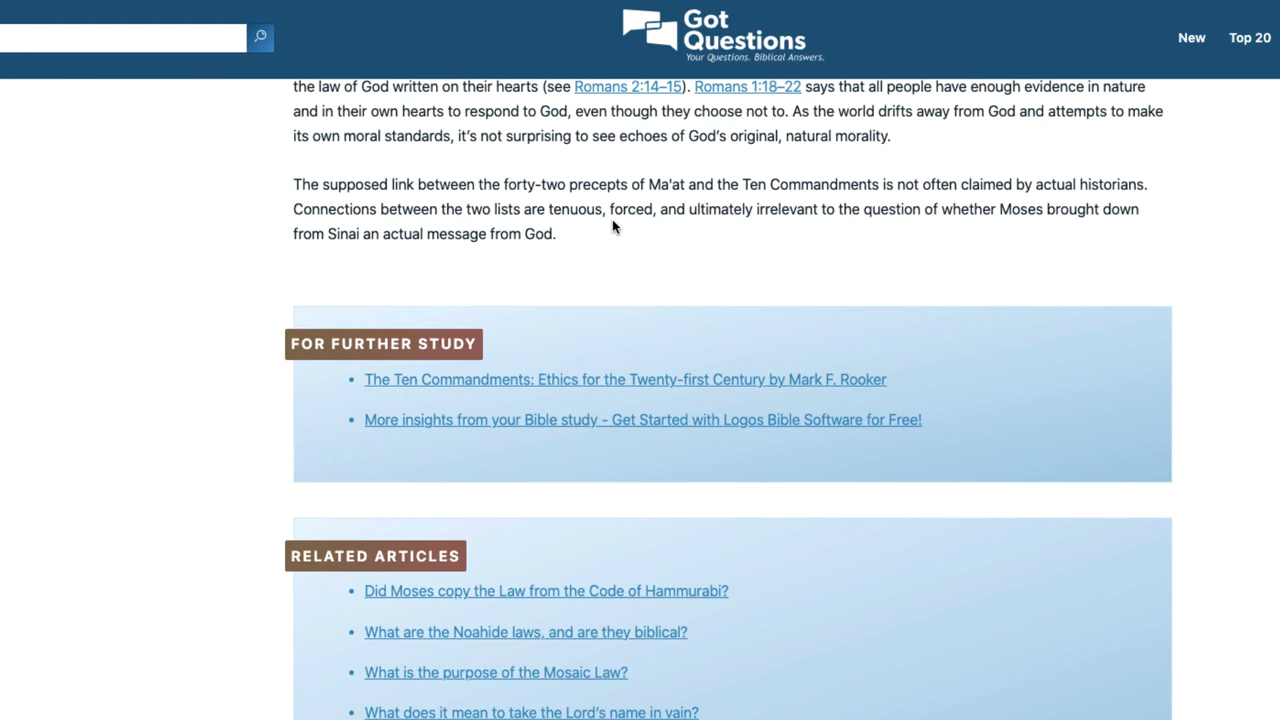 Got
Questions
Your Questions. Biblical Answers.
New Top 20
the law of God written on their hearts (see Romans 2:14–15). Romans 1:18–22 says that all people have enough evidence in nature
and in their own hearts to respond to God, even though they choose not to. As the world drifts away from God and attempts to make
its own moral standards, it’s not surprising to see echoes of God’s original, natural morality.
The supposed link between the forty-two precepts of Ma'at and the Ten Commandments is not often claimed by actual historians.
Connections between the two lists are tenuous, forced, and ultimately irrelevant to the question of whether Moses brought down
from Sinai an actual message from God.
FOR FURTHER STUDY
• The Ten Commandments: Ethics for the Twenty-first Century by Mark F. Rooker
• More insights from your Bible study - Get Started with Logos Bible Software for Free!
RELATED ARTICLES
• Did Moses copy the Law from the Code of Hammurabi?
• What are the Noahide laws, and are they biblical?
• What is the purpose of the Mosaic Law?
• What does it mean to take the Lord’s name in vain?